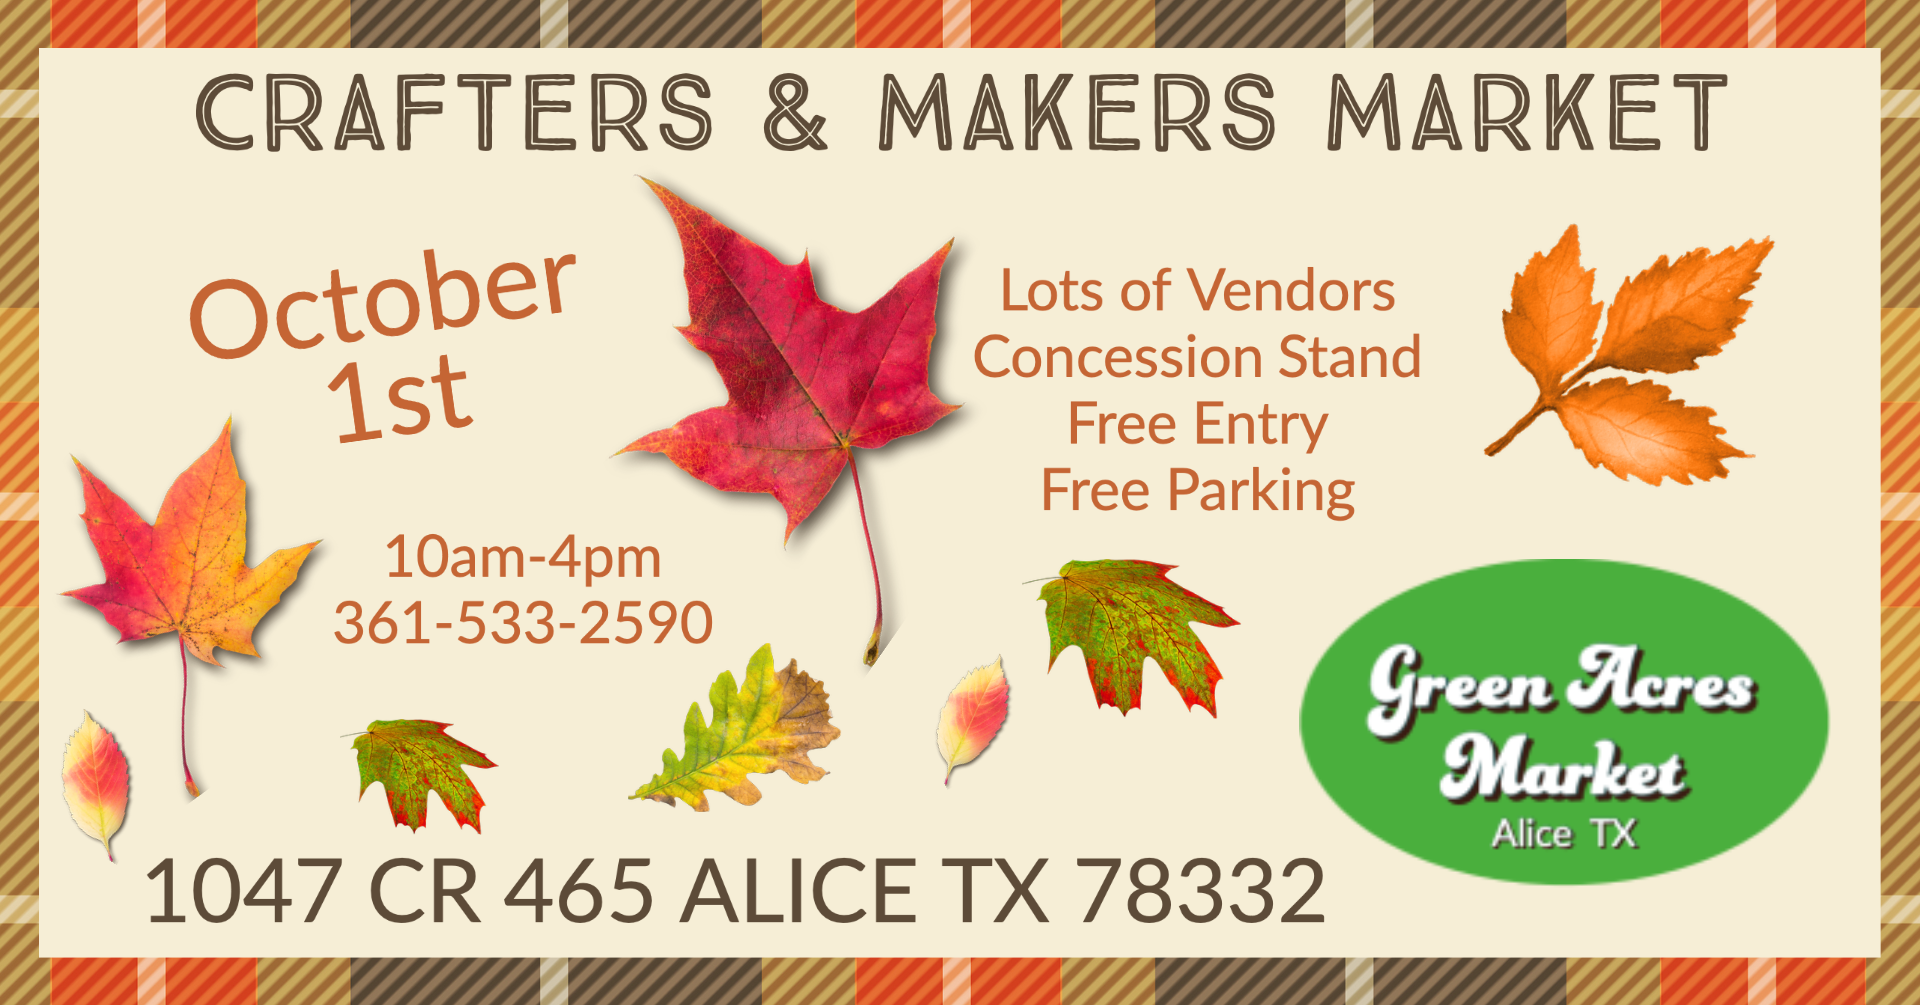 CRAFTERS & MAKERS MARKET
October
1st
10am-4pm
361-533-2590
Lots of Vendors
Concession Stand
Free Entry
Free Parking
Green Acres
Market
Alice TX
1047 CR 465 ALICE TX 78332